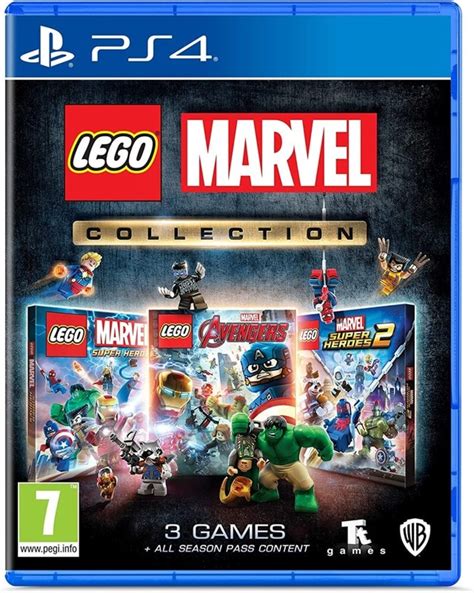 PS4
LEGO MARVEL
COLLECTION
LEGO MARVEL
SUPER HEROES
LEGO MARVEL
AVENGERS
LEGO MARVEL
SUPER HEROES 2
7
www.pegi.info
3 GAMES
+ ALL SEASON PASS CONTENT
Tt
games
WB